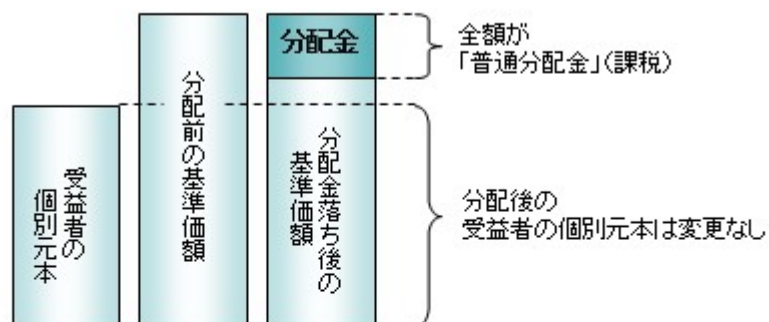 受益者の
個別元本
分配前の基準価額
分配金
分配金落ち後の
基準価額
全額が
「普通分配金」(課税)
分配後の
受益者の個別元本は変更なし